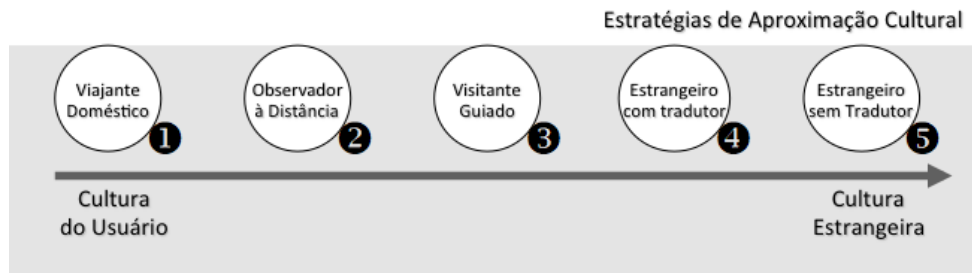 Estratégias de Aproximação Cultural
Viajante
Doméstico
1
Observador
à Distância
2
Visitante
Guiado
3
Estrangeiro
com tradutor
4
Estrangeiro
sem Tradutor
5
Cultura
do Usuário
Cultura
Estrangeira